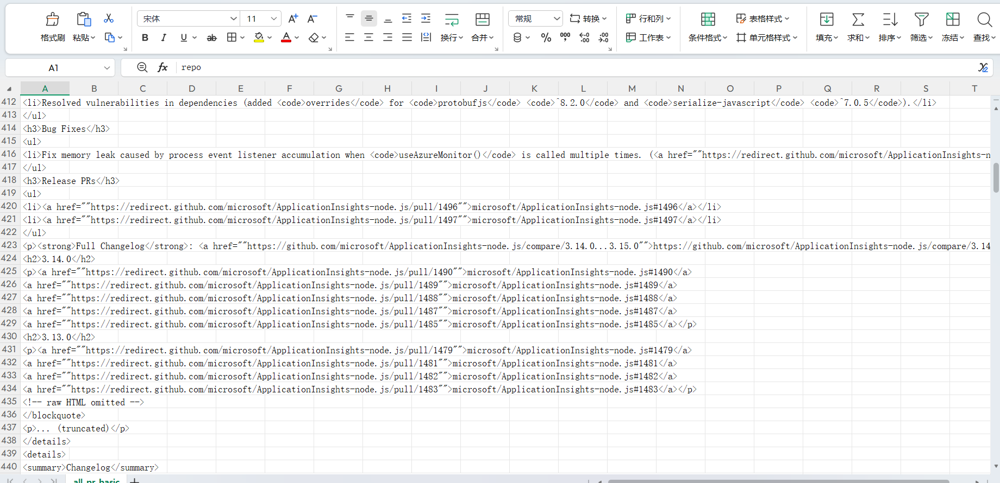 宋体 11 A+ A- 常规 转换 行和列 表格样式
格式刷 粘贴 B I U ab A 换行 合并 % 工作表 条件格式 单元格样式 填充 求和 排序 筛选 冻结 查找
A1 fx repo
A B C D E F G H I J K L M N O P Q R S T
412 <li>Resolved vulnerabilities in dependencies (added <code>overrides</code> for <code>protobufjs</code> <code>^8.2.0</code> and <code>serialize-javascript</code> <code>^7.0.5</code>).</li>
413 </ul>
414 <h3>Bug Fixes</h3>
415 <ul>
416 <li>Fix memory leak caused by process event listener accumulation when <code>useAzureMonitor()</code> is called multiple times. (<a href=""https://redirect.github.com/microsoft/ApplicationInsights-n
417 </ul>
418 <h3>Release PRs</h3>
419 <ul>
420 <li><a href=""https://redirect.github.com/microsoft/ApplicationInsights-node.js/pull/1496"">microsoft/ApplicationInsights-node.js#1496</a></li>
421 <li><a href=""https://redirect.github.com/microsoft/ApplicationInsights-node.js/pull/1497"">microsoft/ApplicationInsights-node.js#1497</a></li>
422 </ul>
423 <p><strong>Full Changelog</strong>: <a href=""https://github.com/microsoft/ApplicationInsights-node.js/compare/3.14.0...3.15.0"">https://github.com/microsoft/ApplicationInsights-node.js/compare/3.14
424 <h2>3.14.0</h2>
425 <p><a href=""https://redirect.github.com/microsoft/ApplicationInsights-node.js/pull/1490"">microsoft/ApplicationInsights-node.js#1490</a>
426 <a href=""https://redirect.github.com/microsoft/ApplicationInsights-node.js/pull/1489"">microsoft/ApplicationInsights-node.js#1489</a>
427 <a href=""https://redirect.github.com/microsoft/ApplicationInsights-node.js/pull/1488"">microsoft/ApplicationInsights-node.js#1488</a>
428 <a href=""https://redirect.github.com/microsoft/ApplicationInsights-node.js/pull/1487"">microsoft/ApplicationInsights-node.js#1487</a>
429 <a href=""https://redirect.github.com/microsoft/ApplicationInsights-node.js/pull/1485"">microsoft/ApplicationInsights-node.js#1485</a></p>
430 <h2>3.13.0</h2>
431 <p><a href=""https://redirect.github.com/microsoft/ApplicationInsights-node.js/pull/1479"">microsoft/ApplicationInsights-node.js#1479</a>
432 <a href=""https://redirect.github.com/microsoft/ApplicationInsights-node.js/pull/1481"">microsoft/ApplicationInsights-node.js#1481</a>
433 <a href=""https://redirect.github.com/microsoft/ApplicationInsights-node.js/pull/1482"">microsoft/ApplicationInsights-node.js#1482</a>
434 <a href=""https://redirect.github.com/microsoft/ApplicationInsights-node.js/pull/1483"">microsoft/ApplicationInsights-node.js#1483</a></p>
435 <!-- raw HTML omitted -->
436 </blockquote>
437 <p>... (truncated)</p>
438 </details>
439 <details>
440 <summary>Changelog</summary>
all_pr_basic